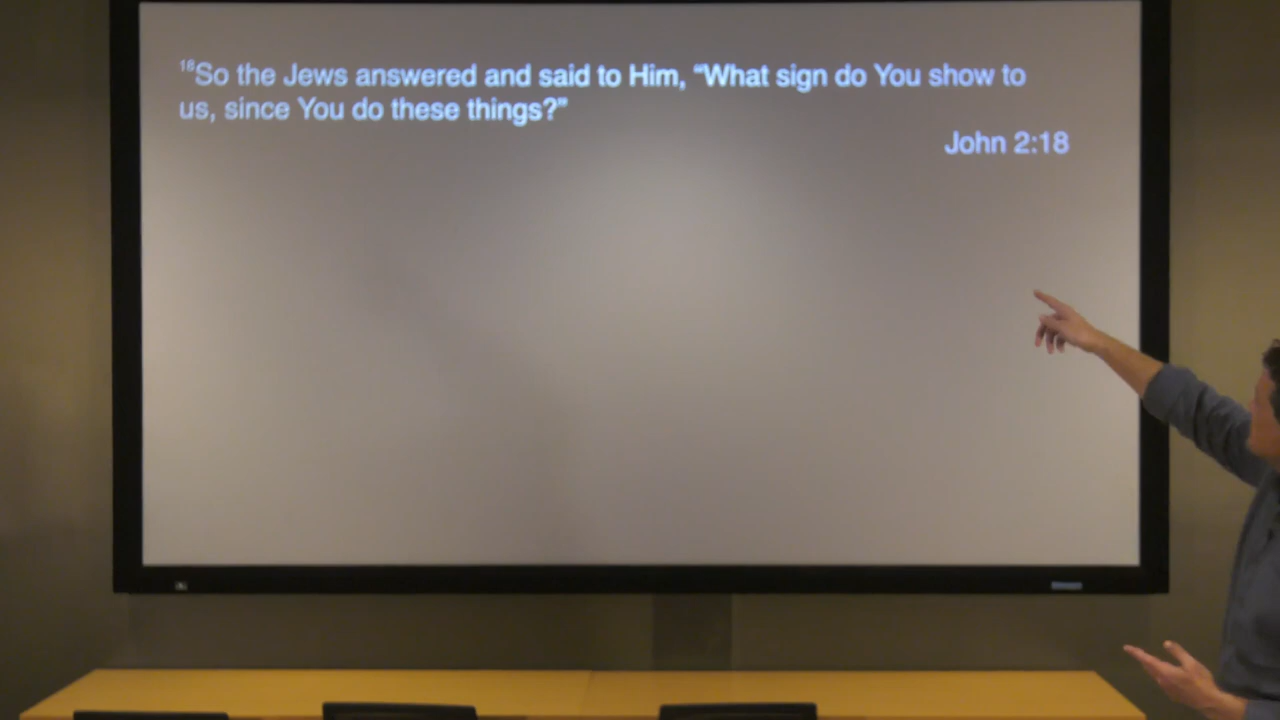 18So the Jews answered and said to Him, “What sign do You show to
us, since You do these things?”
John 2:18